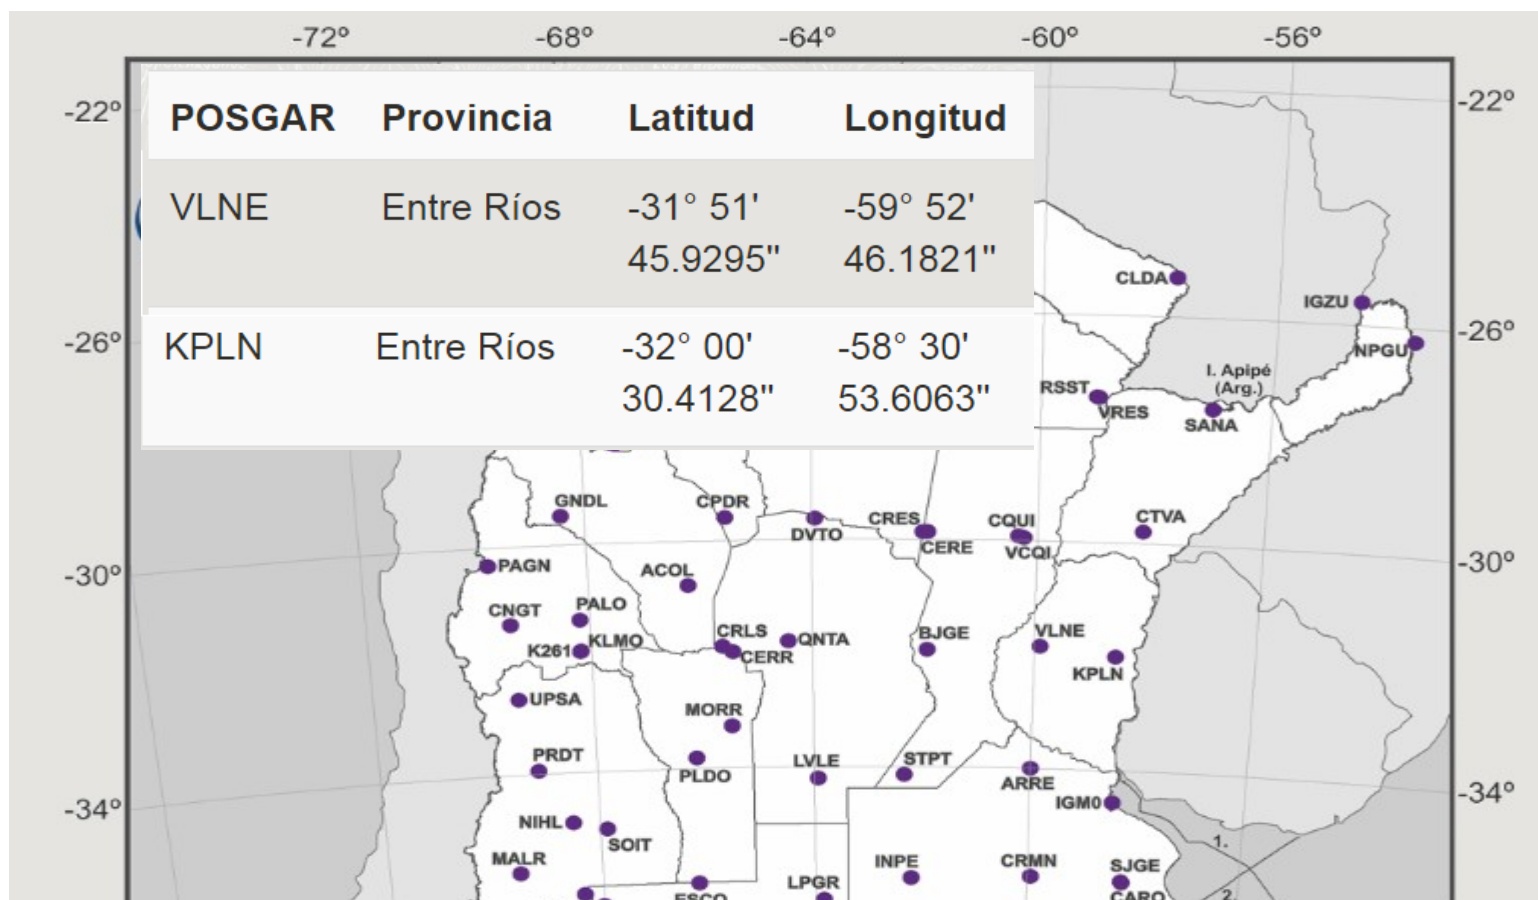 -72º -68º -64º -60º -56º
-22º
-22º
POSGAR Provincia Latitud Longitud
VLNE Entre Ríos -31° 51' -59° 52'
45.9295" 46.1821"
KPLN Entre Ríos -32° 00' -58° 30'
30.4128" 53.6063"
CLDA
IGZU
-26º
-26º
NPGU
I. Apipé
(Arg.)
RSST
VRES
SANA
GNDL
CPDR
DVTO
CRES
CERE
CQUI
VCQI
CTVA
-30º
-30º
PAGN
ACOL
CNGT
PALO
K261
KLMO
CRLS
CERR
QNTA
BJGE
VLNE
KPLN
UPSA
MORR
PRDT
PLDO
LVLE
STPT
ARRE
IGM0
-34º
-34º
NIHL
SOIT
MALR
INPE
CRMN
SJGE
CARO
LPGR
ESCO
1.
2.